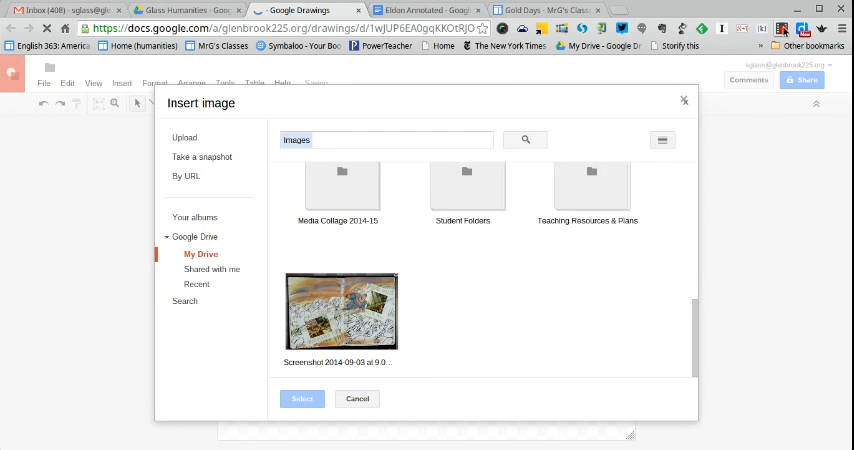 Inbox (408) - sglass@gle
Glass Humanities - Goog
- Google Drawings
Eldon Annotated - Googl
Gold Days - MrG's Class
https://docs.google.com/a/glenbrook225.org/drawings/d/1wJUP6EA0gqKKOtRJO
English 363: America
Home (humanities)
MrG's Classes
Symbaloo - Your Boo
PowerTeacher
Home
The New York Times
My Drive - Google Dr
Storify this
» Other bookmarks
sglass@glenbrook225.org
File Edit View Insert Format Arrange Tools Table Help Saving
Comments
Share
Insert image
Upload
Take a snapshot
By URL
Your albums
Google Drive
My Drive
Shared with me
Recent
Search
Images
Media Collage 2014-15
Student Folders
Teaching Resources & Plans
Screenshot 2014-09-03 at 9.0...
Select
Cancel